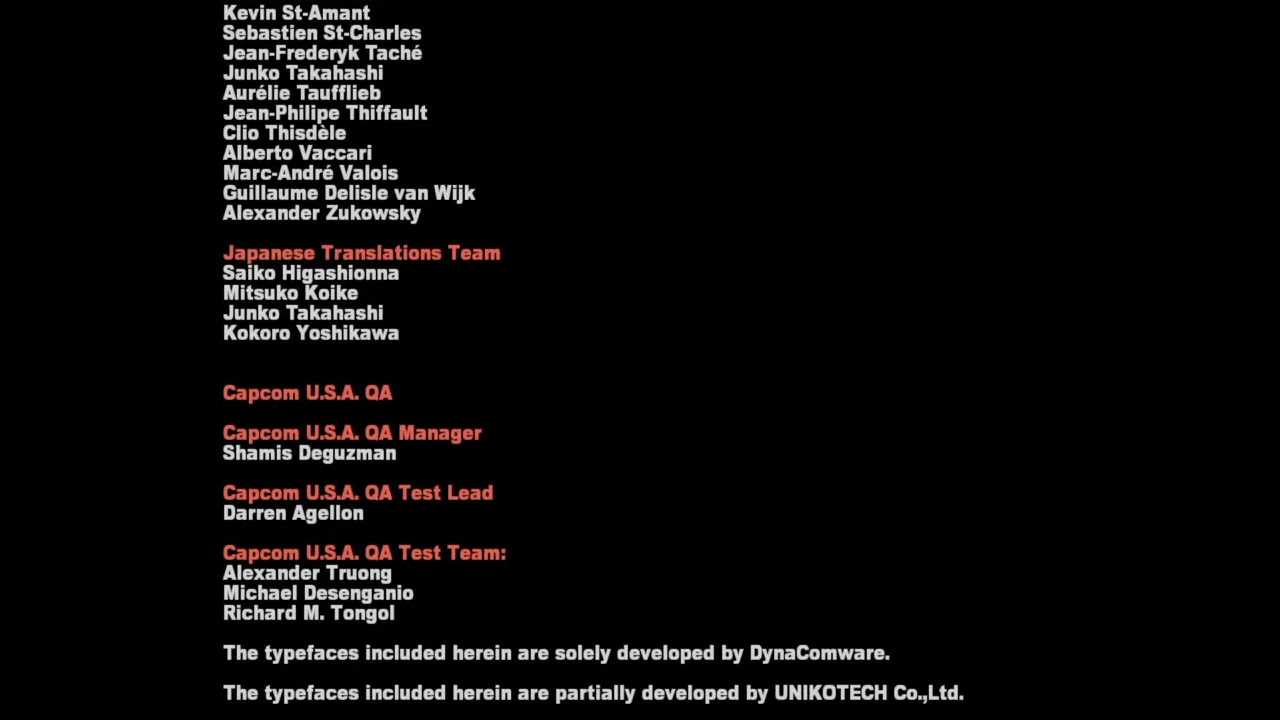 Kevin St-Amant
Sebastien St-Charles
Jean-Frederyk Taché
Junko Takahashi
Aurélie Taufflieb
Jean-Philipe Thiffault
Clio Thisdèle
Alberto Vaccari
Marc-André Valois
Guillaume Delisle van Wijk
Alexander Zukowsky
Japanese Translations Team
Saiko Higashionna
Mitsuko Koike
Junko Takahashi
Kokoro Yoshikawa
Capcom U.S.A. QA
Capcom U.S.A. QA Manager
Shamis Deguzman
Capcom U.S.A. QA Test Lead
Darren Agellon
Capcom U.S.A. QA Test Team:
Alexander Truong
Michael Desenganio
Richard M. Tongol
The typefaces included herein are solely developed by DynaComware.
The typefaces included herein are partially developed by UNIKOTECH Co.,Ltd.